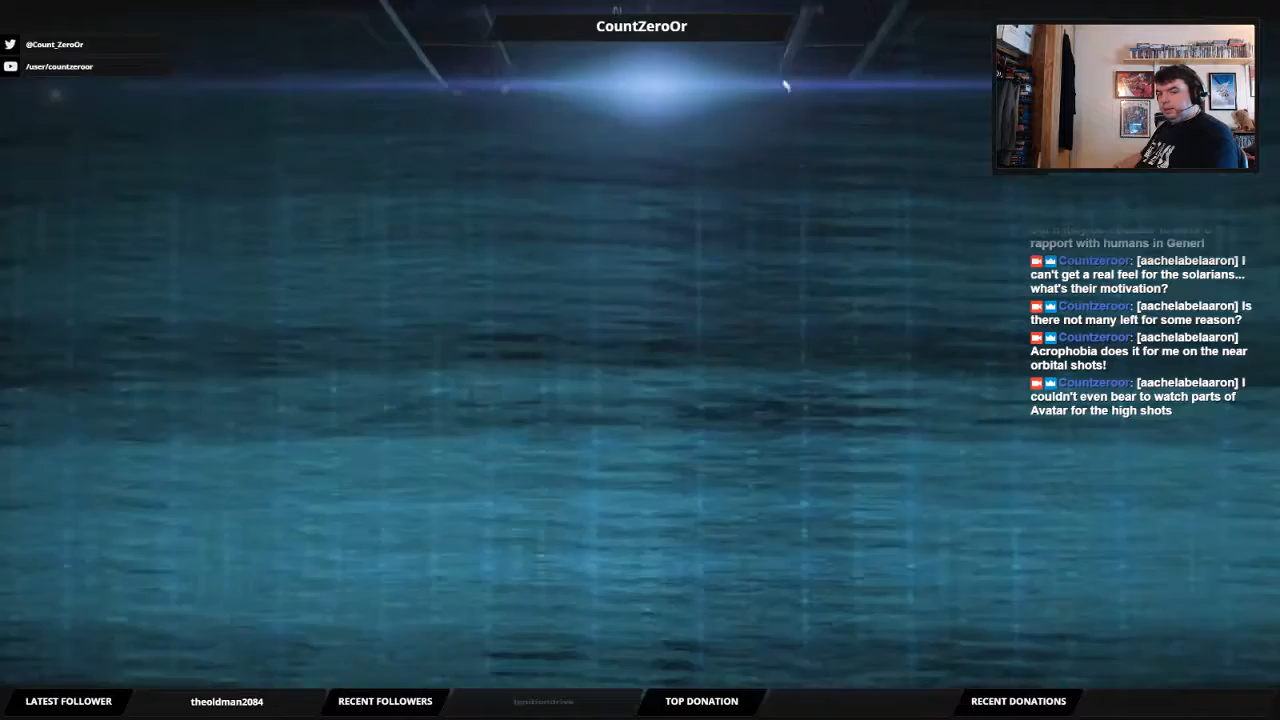 CountZeroOr
@Count_ZeroOr
/user/countzeroor
rapport with humans in Generl
Countzeroor: [aachelabelaaron] I
can't get a real feel for the solarians...
what's their motivation?
Countzeroor: [aachelabelaaron] Is
there not many left for some reason?
Countzeroor: [aachelabelaaron]
Acrophobia does it for me on the near
orbital shots!
Countzeroor: [aachelabelaaron] I
couldn't even bear to watch parts of
Avatar for the high shots
LATEST FOLLOWER
theoldman2084
RECENT FOLLOWERS
TOP DONATION
RECENT DONATIONS